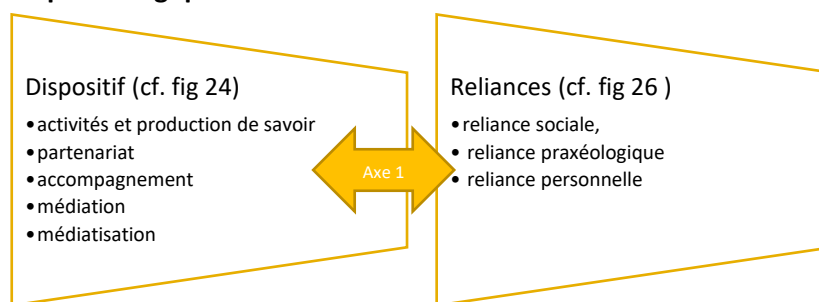 Dispositif (cf. fig 24)
•activités et production de savoir
•partenariat
•accompagnement
•médiation
•médiatisation
Axe 1
Reliances (cf. fig 26 )
•reliance sociale,
• reliance praxéologique
• reliance personnelle